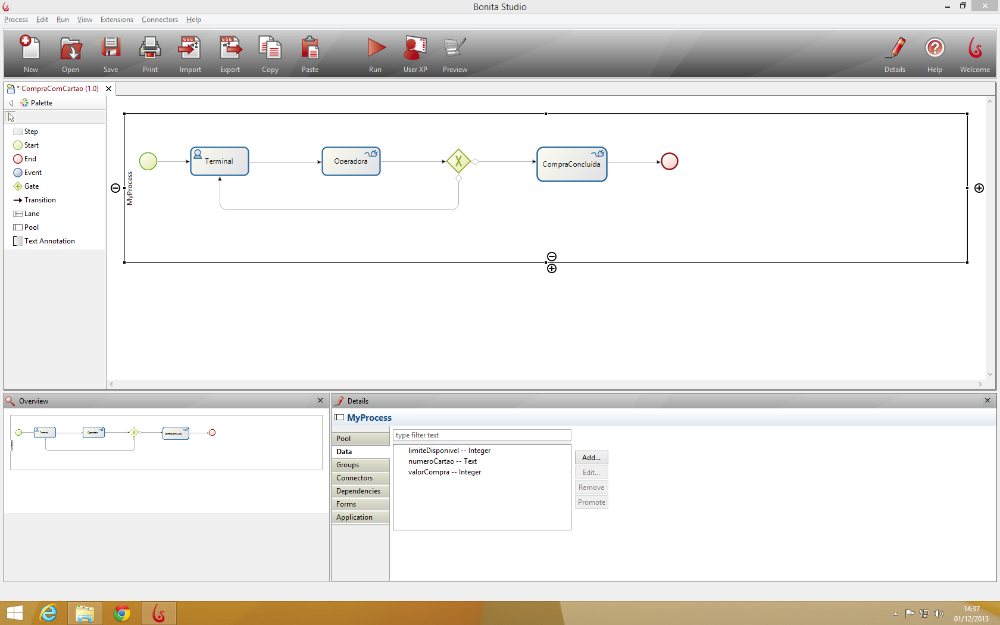 Bonita Studio
Process Edit Run View Extensions Connectors Help
New Open Save Print Import Export Copy Paste Run User XP Preview Details Help Welcome
* CompraComCartao (1.0)
Palette
Step
Start
End
Event
Gate
Transition
Lane
Pool
Text Annotation
MyProcess
Terminal
Operadora
CompraConcluida
Overview
Terminal
Operadora
CompraConcluida
Details
MyProcess
Pool
Data
Groups
Connectors
Dependencies
Forms
Application
type filter text
limiteDisponivel -- Integer
numeroCartao -- Text
valorCompra -- Integer
Add...
Edit...
Remove
Promote
14:37
01/12/2013